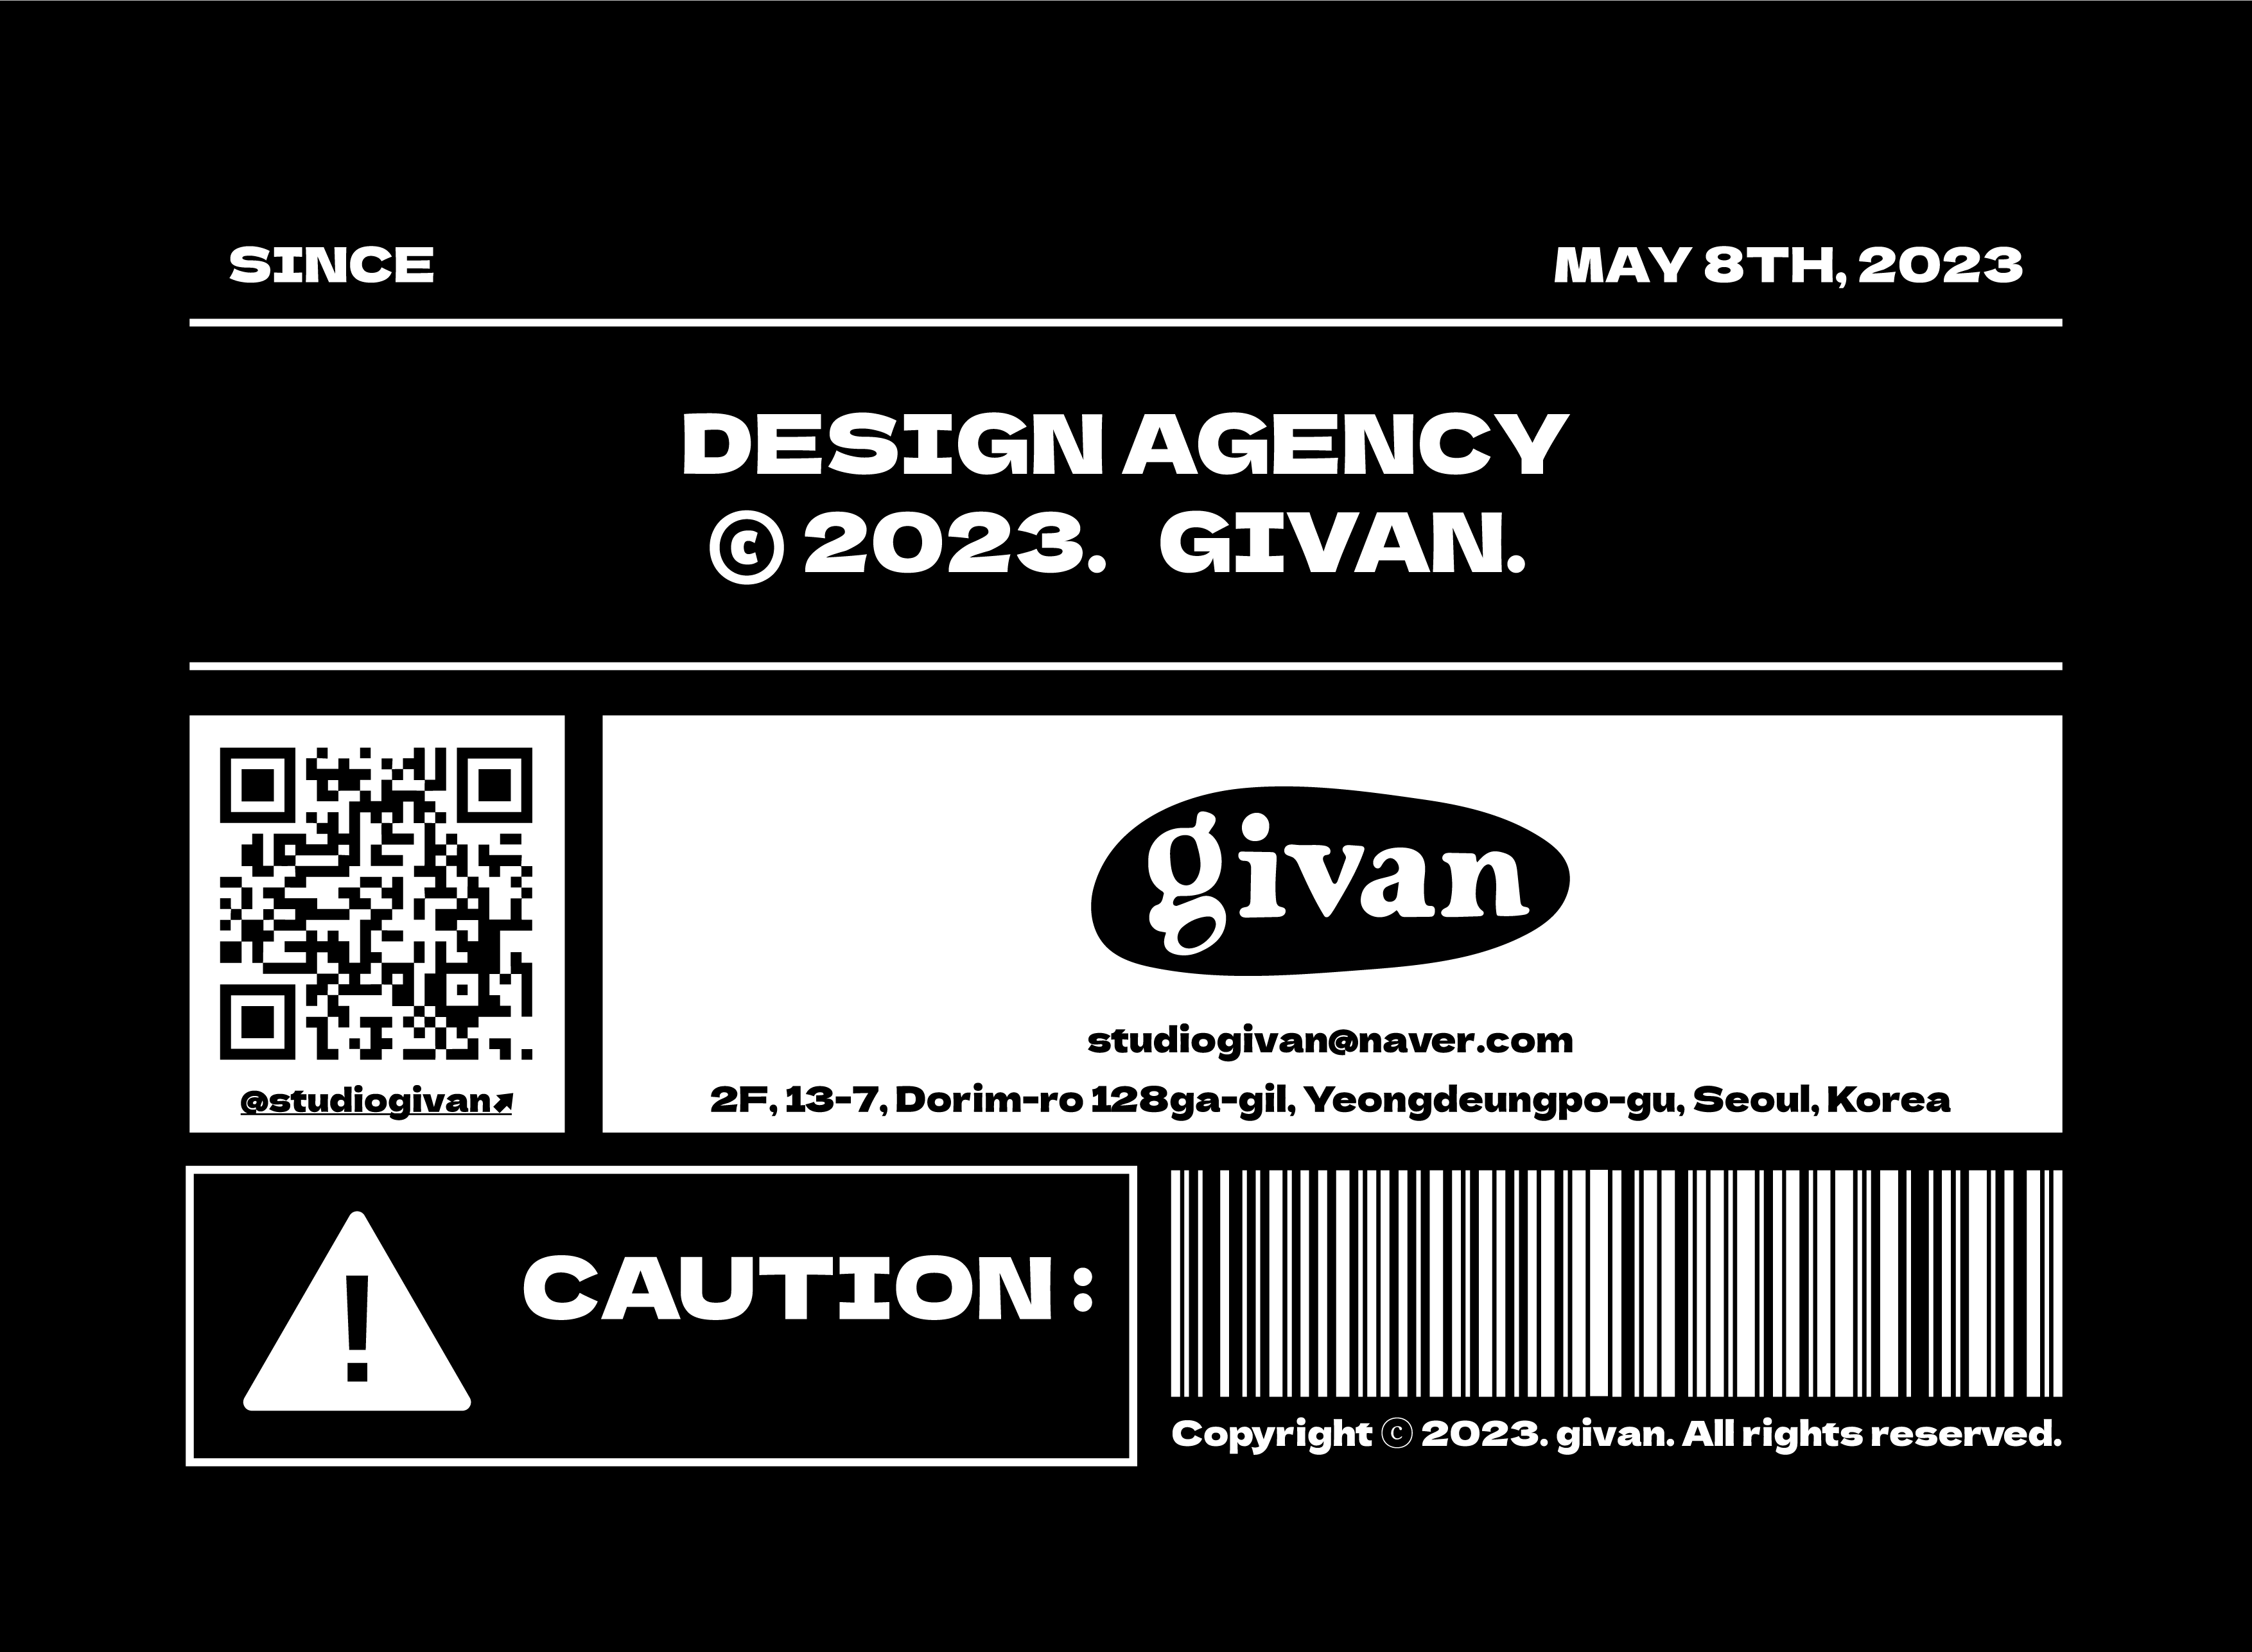 SINCE
MAY 8TH, 2023
DESIGN AGENCY
© 2023. GIVAN.
givan
studiogivan@naver.com
2F, 13-7, Dorim-ro 128ga-gil, Yeongdeungpo-gu, Seoul, Korea
@studiogivan↗
CAUTION:
Copyright ⓒ 2023. givan. All rights reserved.